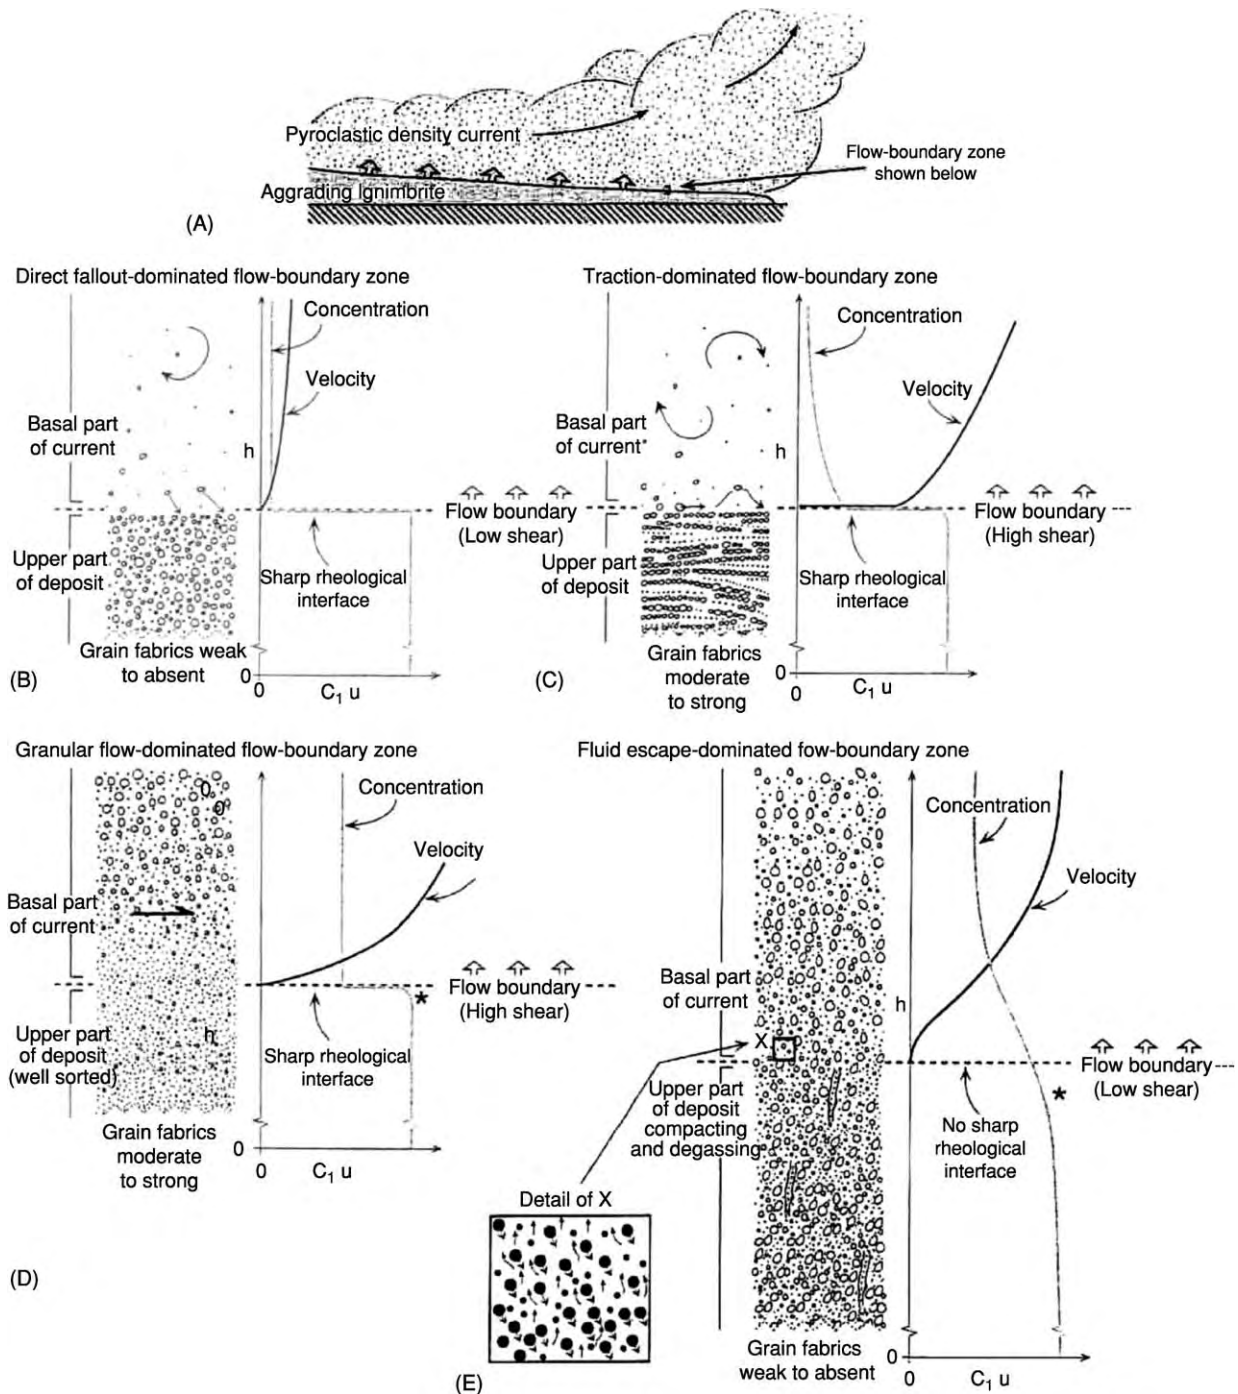 Pyroclastic density current
Flow-boundary zone
shown below
Aggrading Ignimbrite
(A)
Direct fallout-dominated flow-boundary zone
Concentration
Velocity
Basal part
of current
h
Flow boundary
(Low shear)
Upper part
of deposit
Sharp rheological
interface
Grain fabrics weak
to absent
0
0
C₁ u
(B)
Traction-dominated flow-boundary zone
Concentration
Velocity
Basal part
of current
h
Flow boundary
(High shear)
Upper part
of deposit
Sharp rheological
interface
Grain fabrics
moderate
to strong
0
0
C₁ u
(C)
Granular flow-dominated flow-boundary zone
Concentration
Velocity
Basal part
of current
Flow boundary
(High shear)
*
Upper part
of deposit
(well sorted)
h
Sharp rheological
interface
Grain fabrics
moderate
to strong
0
0
C₁ u
(D)
Fluid escape-dominated fow-boundary zone
Concentration
Velocity
Basal part
of current
h
X
Flow boundary
(Low shear)
*
Upper part
of deposit
compacting
and degassing
No sharp
rheological
interface
Detail of X
Grain fabrics
weak to absent
0
0
C₁ u
(E)